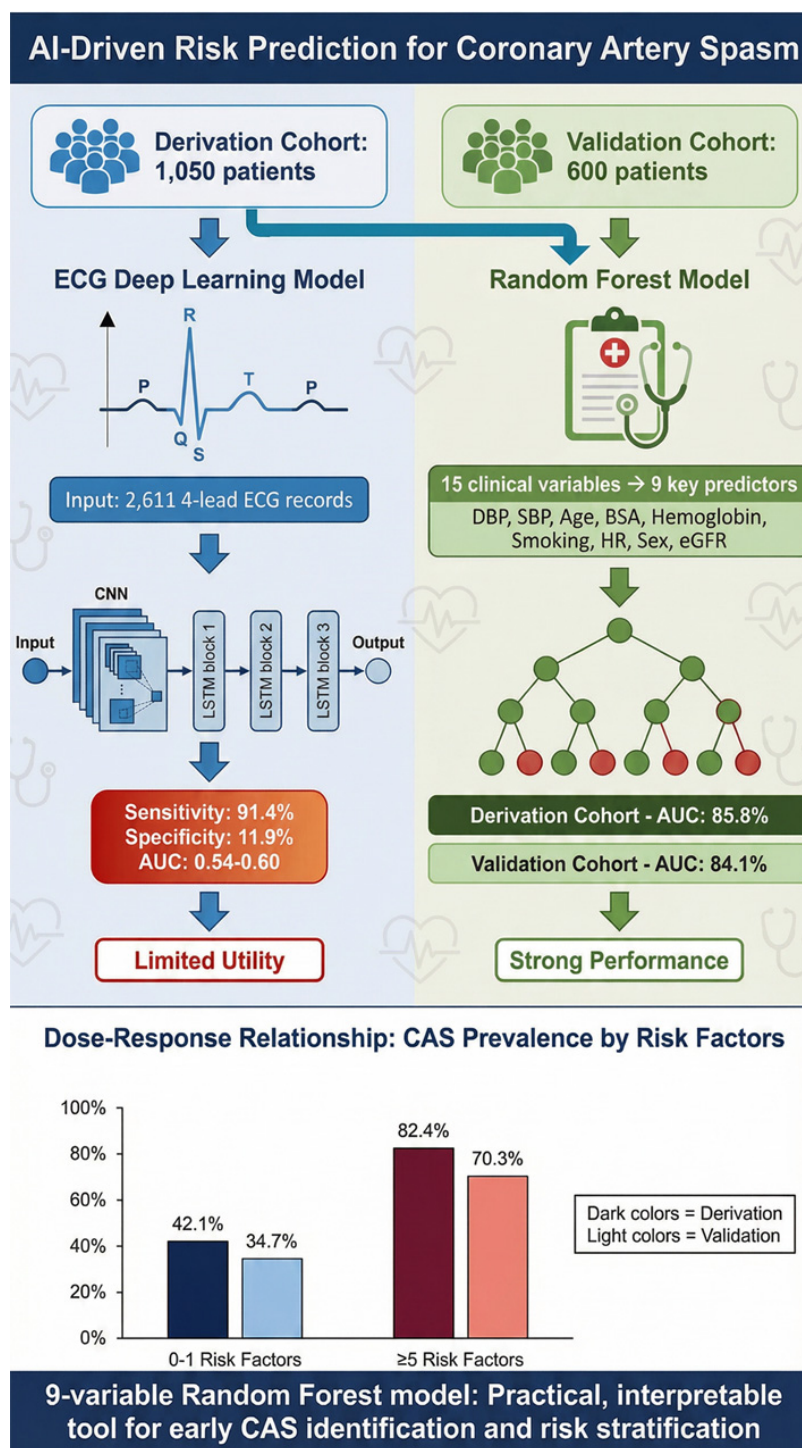 AI-Driven Risk Prediction for Coronary Artery Spasm
Derivation Cohort:
1,050 patients
Validation Cohort:
600 patients
ECG Deep Learning Model
R
P
T
P
Q
S
Input: 2,611 4-lead ECG records
CNN
Input
LSTM block 1
LSTM block 2
LSTM block 3
Output
Sensitivity: 91.4%
Specificity: 11.9%
AUC: 0.54-0.60
Limited Utility
Random Forest Model
15 clinical variables → 9 key predictors
DBP, SBP, Age, BSA, Hemoglobin,
Smoking, HR, Sex, eGFR
Derivation Cohort - AUC: 85.8%
Validation Cohort - AUC: 84.1%
Strong Performance
Dose-Response Relationship: CAS Prevalence by Risk Factors
100%
80%
60%
40%
20%
0%
42.1%
34.7%
82.4%
70.3%
0-1 Risk Factors
≥5 Risk Factors
Dark colors = Derivation
Light colors = Validation
9-variable Random Forest model: Practical, interpretable
tool for early CAS identification and risk stratification